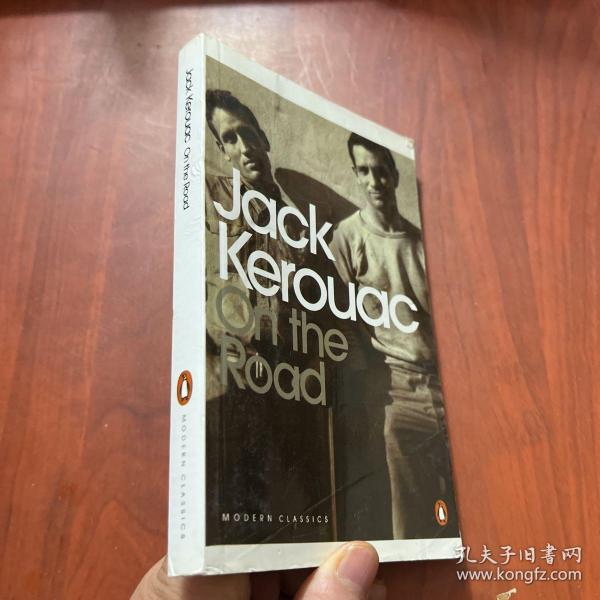 Jack Kerouac On the Road
MODERN CLASSICS
Jack
Kerouac
On the
Road
MODERN CLASSICS
孔夫子旧書网
www.kongfz.com